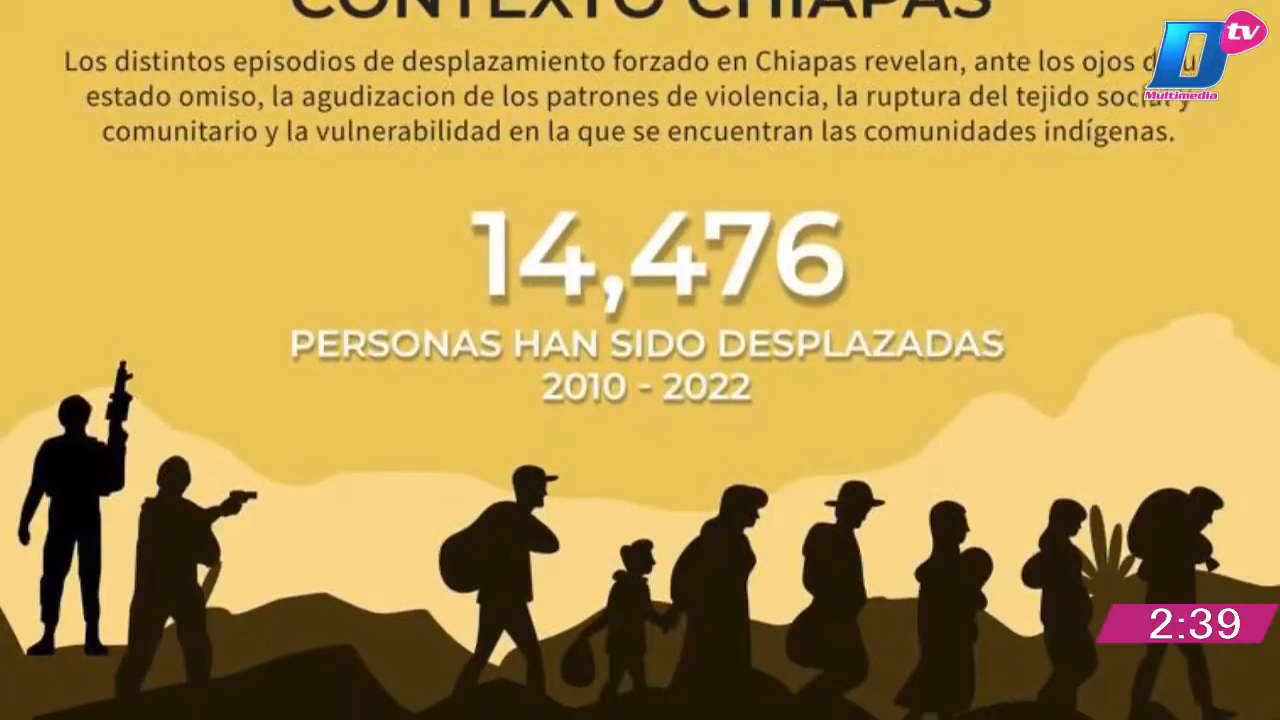 CONTEXTO CHIAPAS
Los distintos episodios de desplazamiento forzado en Chiapas revelan, ante los ojos
estado omiso, la agudizacion de los patrones de violencia, la ruptura del tejido social y
comunitario y la vulnerabilidad en la que se encuentran las comunidades indígenas.
14,476
PERSONAS HAN SIDO DESPLAZADAS
2010 - 2022
D tv
Multimedia
2:39